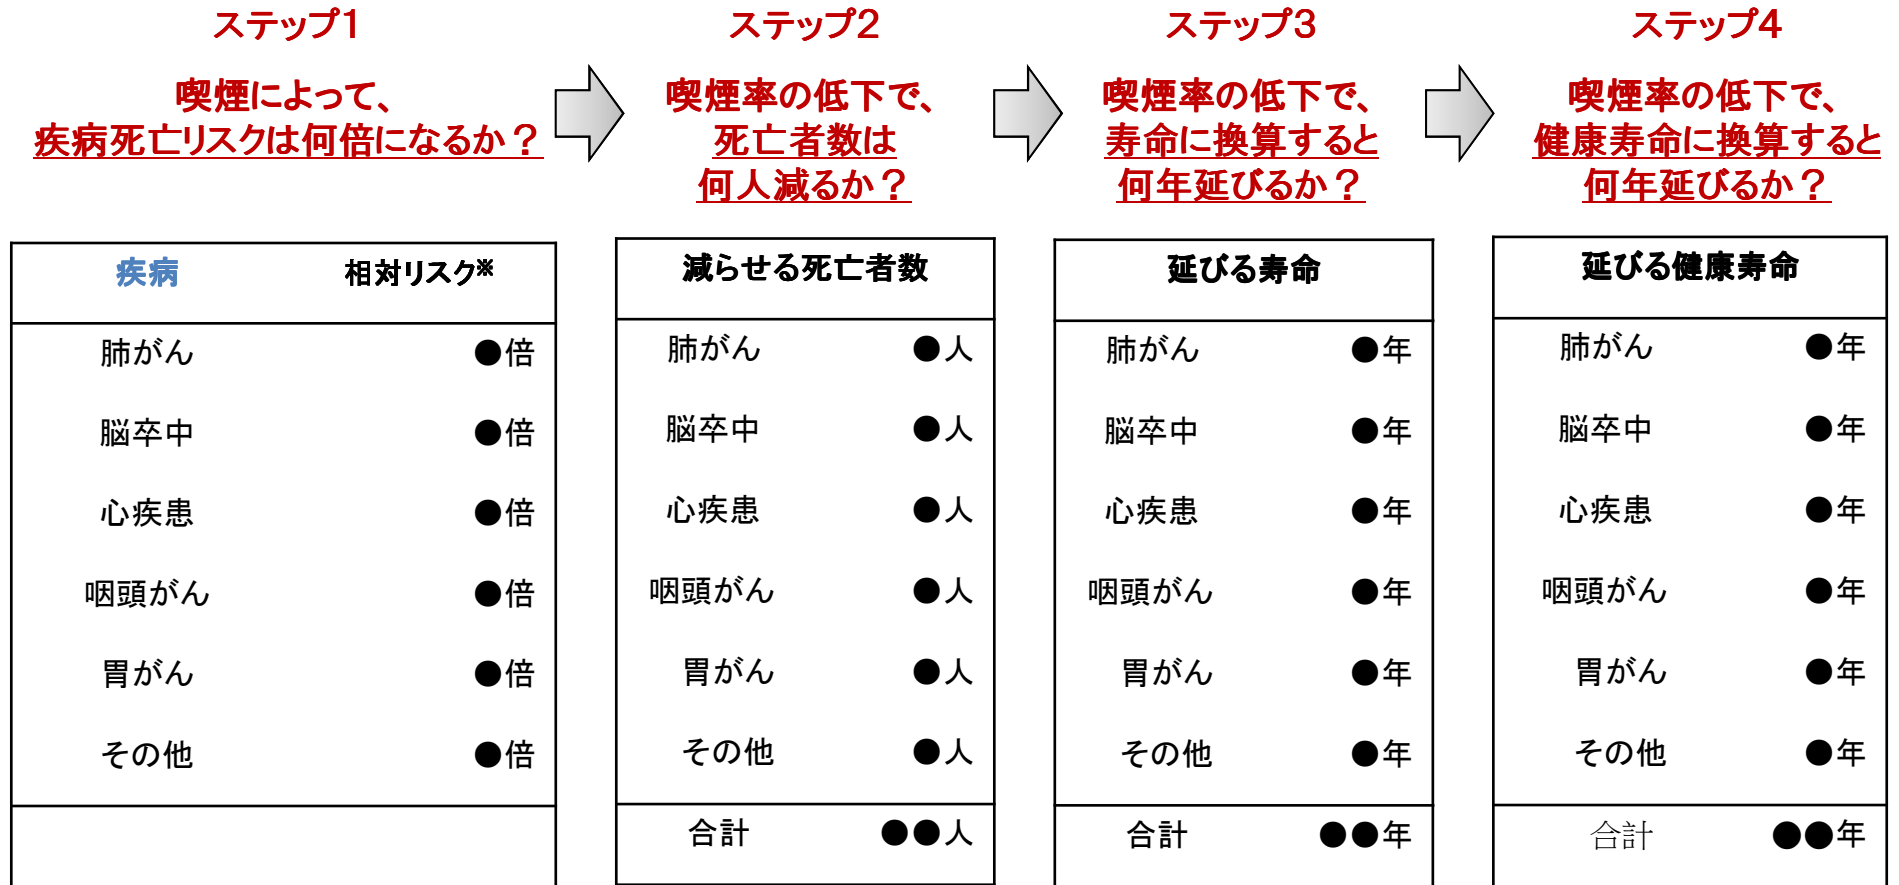 ステップ1
喫煙によって、
疾病死亡リスクは何倍になるか？
疾病 相対リスク※
肺がん ●倍
脳卒中 ●倍
心疾患 ●倍
咽頭がん ●倍
胃がん ●倍
その他 ●倍
ステップ2
喫煙率の低下で、
死亡者数は
何人減るか？
減らせる死亡者数
肺がん ●人
脳卒中 ●人
心疾患 ●人
咽頭がん ●人
胃がん ●人
その他 ●人
合計 ●●人
ステップ3
喫煙率の低下で、
寿命に換算すると
何年延びるか？
延びる寿命
肺がん ●年
脳卒中 ●年
心疾患 ●年
咽頭がん ●年
胃がん ●年
その他 ●年
合計 ●●年
ステップ4
喫煙率の低下で、
健康寿命に換算すると
何年延びるか？
延びる健康寿命
肺がん ●年
脳卒中 ●年
心疾患 ●年
咽頭がん ●年
胃がん ●年
その他 ●年
合計 ●●年